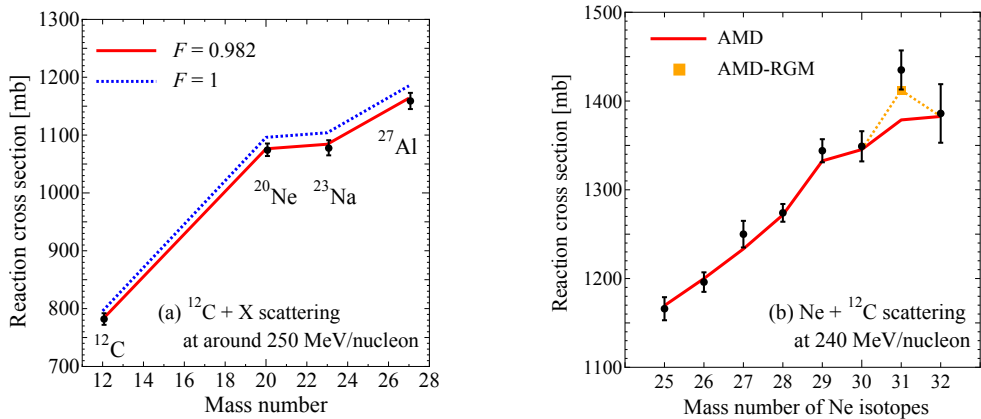 1300
1200
1100
1000
900
800
700
12 14 16 18 20 22 24 26 28
Reaction cross section [mb]
Mass number
F = 0.982
F = 1
27Al
20Ne
23Na
12C
(a) 12C + X scattering
at around 250 MeV/nucleon
1500
1400
1300
1200
1100
25 26 27 28 29 30 31 32
Reaction cross section [mb]
Mass number of Ne isotopes
AMD
AMD-RGM
(b) Ne + 12C scattering
at 240 MeV/nucleon